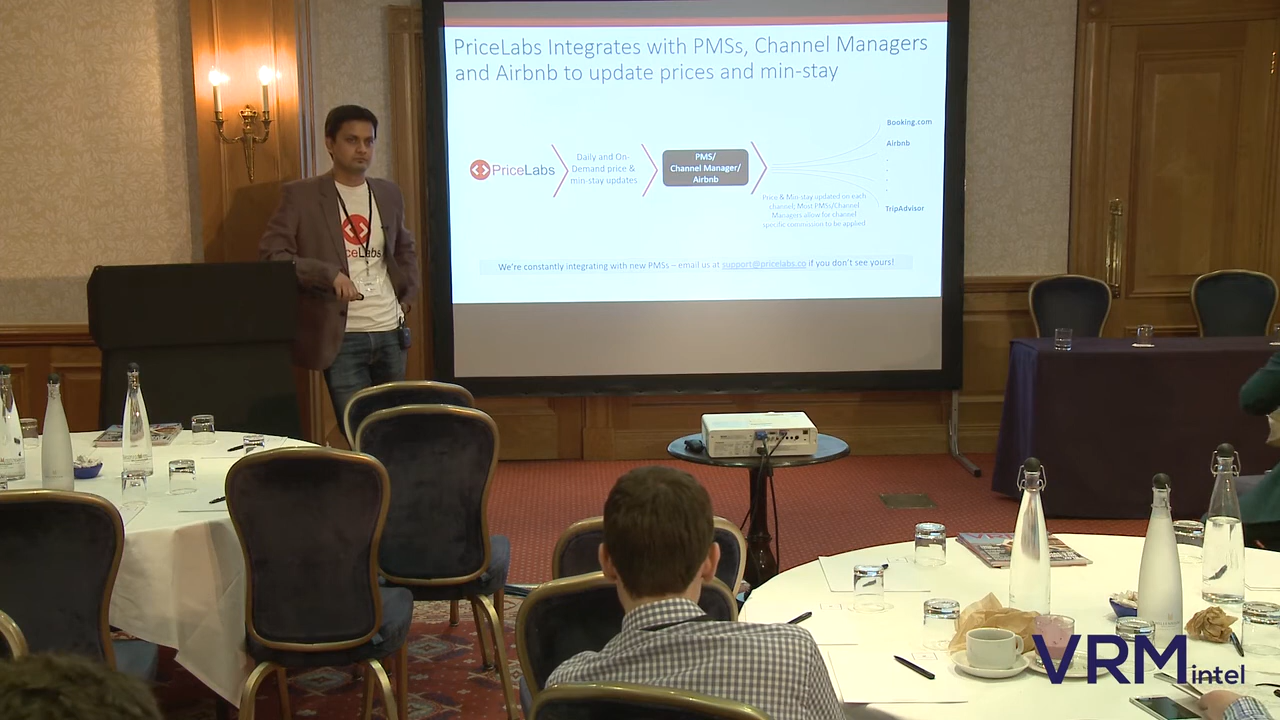 PriceLabs Integrates with PMSs, Channel Managers
and Airbnb to update prices and min-stay
PriceLabs
Daily and On-
Demand price &
min-stay updates
PMS/
Channel Manager/
Airbnb
Booking.com
Airbnb
.
.
.
.
TripAdvisor
Price & Min-stay updated on each
channel; Most PMSs/Channel
Managers allow for channel
specific commission to be applied
We're constantly integrating with new PMSs – email us at support@pricelabs.co if you don't see yours!
iceLabs
VRM
VRMintel